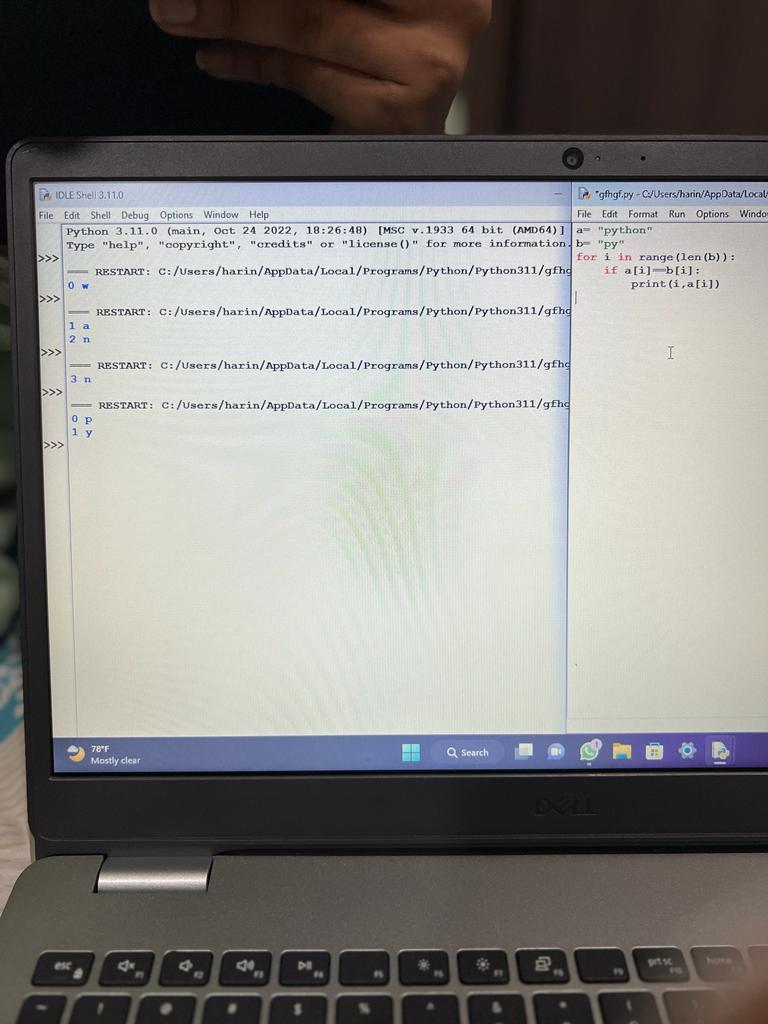 IDLE Shell 3.11.0
File Edit Shell Debug Options Window Help
Python 3.11.0 (main, Oct 24 2022, 18:26:48) [MSC v.1933 64 bit (AMD64)]
Type "help", "copyright", "credits" or "license()" for more information.
>>>
=== RESTART: C:/Users/harin/AppData/Local/Programs/Python/Python311/gfhg
0 w
>>>
=== RESTART: C:/Users/harin/AppData/Local/Programs/Python/Python311/gfhg
1 a
2 n
>>>
=== RESTART: C:/Users/harin/AppData/Local/Programs/Python/Python311/gfhg
3 n
>>>
=== RESTART: C:/Users/harin/AppData/Local/Programs/Python/Python311/gfhg
0 p
1 y
>>>
*gfhgf.py - C:/Users/harin/AppData/Local/
File Edit Format Run Options Windo
a= "python"
b= "py"
for i in range(len(b)):
    if a[i]==b[i]:
        print(i,a[i])
78°F
Mostly clear
Search
1
DELL
esc F1 F2 F3 F4 F5 F6 F7 F8 F9 prt sc F10 home
~ ! @ # $ % ^ & * (